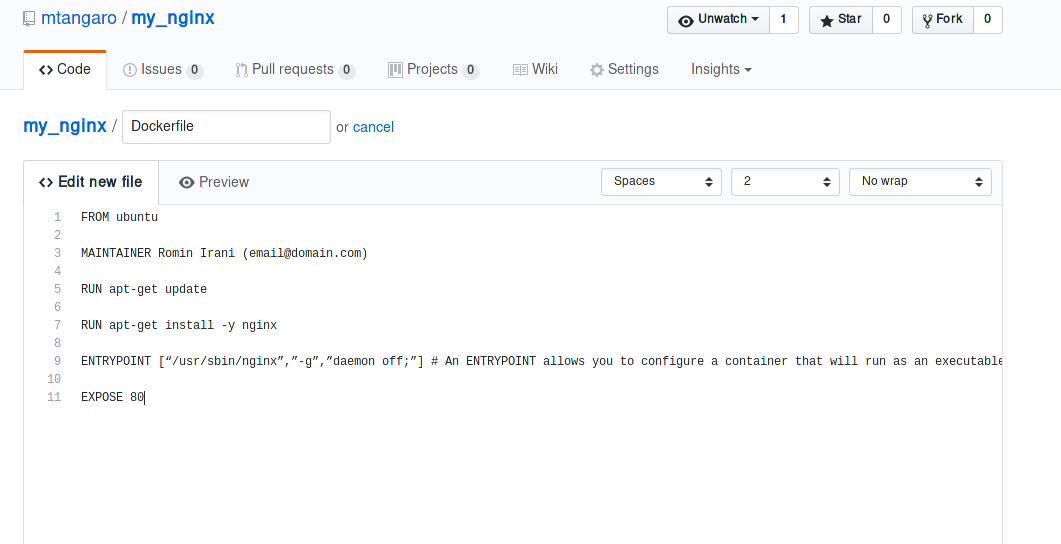 mtangaro / my_nginx
Unwatch 1 Star 0 Fork 0
Code Issues 0 Pull requests 0 Projects 0 Wiki Settings Insights
my_nginx / Dockerfile or cancel
Edit new file Preview Spaces 2 No wrap
1 FROM ubuntu
2
3 MAINTAINER Romin Irani (email@domain.com)
4
5 RUN apt-get update
6
7 RUN apt-get install -y nginx
8
9 ENTRYPOINT [“/usr/sbin/nginx”,”-g”,”daemon off;”] # An ENTRYPOINT allows you to configure a container that will run as an executable
10
11 EXPOSE 80